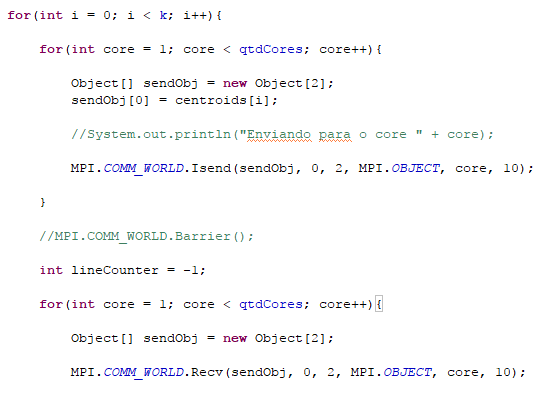 for(int i = 0; i < k; i++){
for(int core = 1; core < qtdCores; core++){
Object[] sendObj = new Object[2];
sendObj[0] = centroids[i];
//System.out.println("Enviando para o core " + core);
MPI.COMM_WORLD.Isend(sendObj, 0, 2, MPI.OBJECT, core, 10);
}
//MPI.COMM_WORLD.Barrier();
int lineCounter = -1;
for(int core = 1; core < qtdCores; core++){
Object[] sendObj = new Object[2];
MPI.COMM_WORLD.Recv(sendObj, 0, 2, MPI.OBJECT, core, 10);